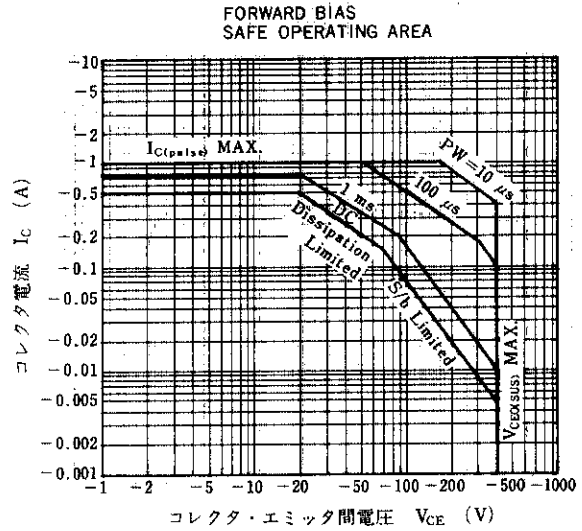 FORWARD BIAS
SAFE OPERATING AREA
-10
-5
-2
-1
-0.5
-0.2
-0.1
-0.05
-0.02
-0.01
-0.005
-0.002
-0.001
コレクタ電流 IC (A)
IC(pulse) MAX.
PW=10 μs
100 μs
1 ms
DC
Dissipation
Limited
S/b Limited
VCEO(SUS) MAX.
-1 -2 -5 -10 -20 -50 -100 -200 -500 -1000
コレクタ・エミッタ間電圧 VCE (V)